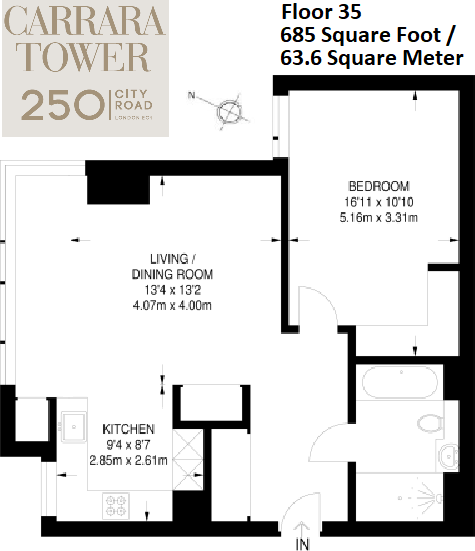 CARRARA
TOWER
250
CITY
ROAD
LONDON EC1
Floor 35
685 Square Foot /
63.6 Square Meter
N
BEDROOM
16'11 x 10'10
5.16m x 3.31m
LIVING /
DINING ROOM
13'4 x 13'2
4.07m x 4.00m
KITCHEN
9'4 x 8'7
2.85m x 2.61m
IN